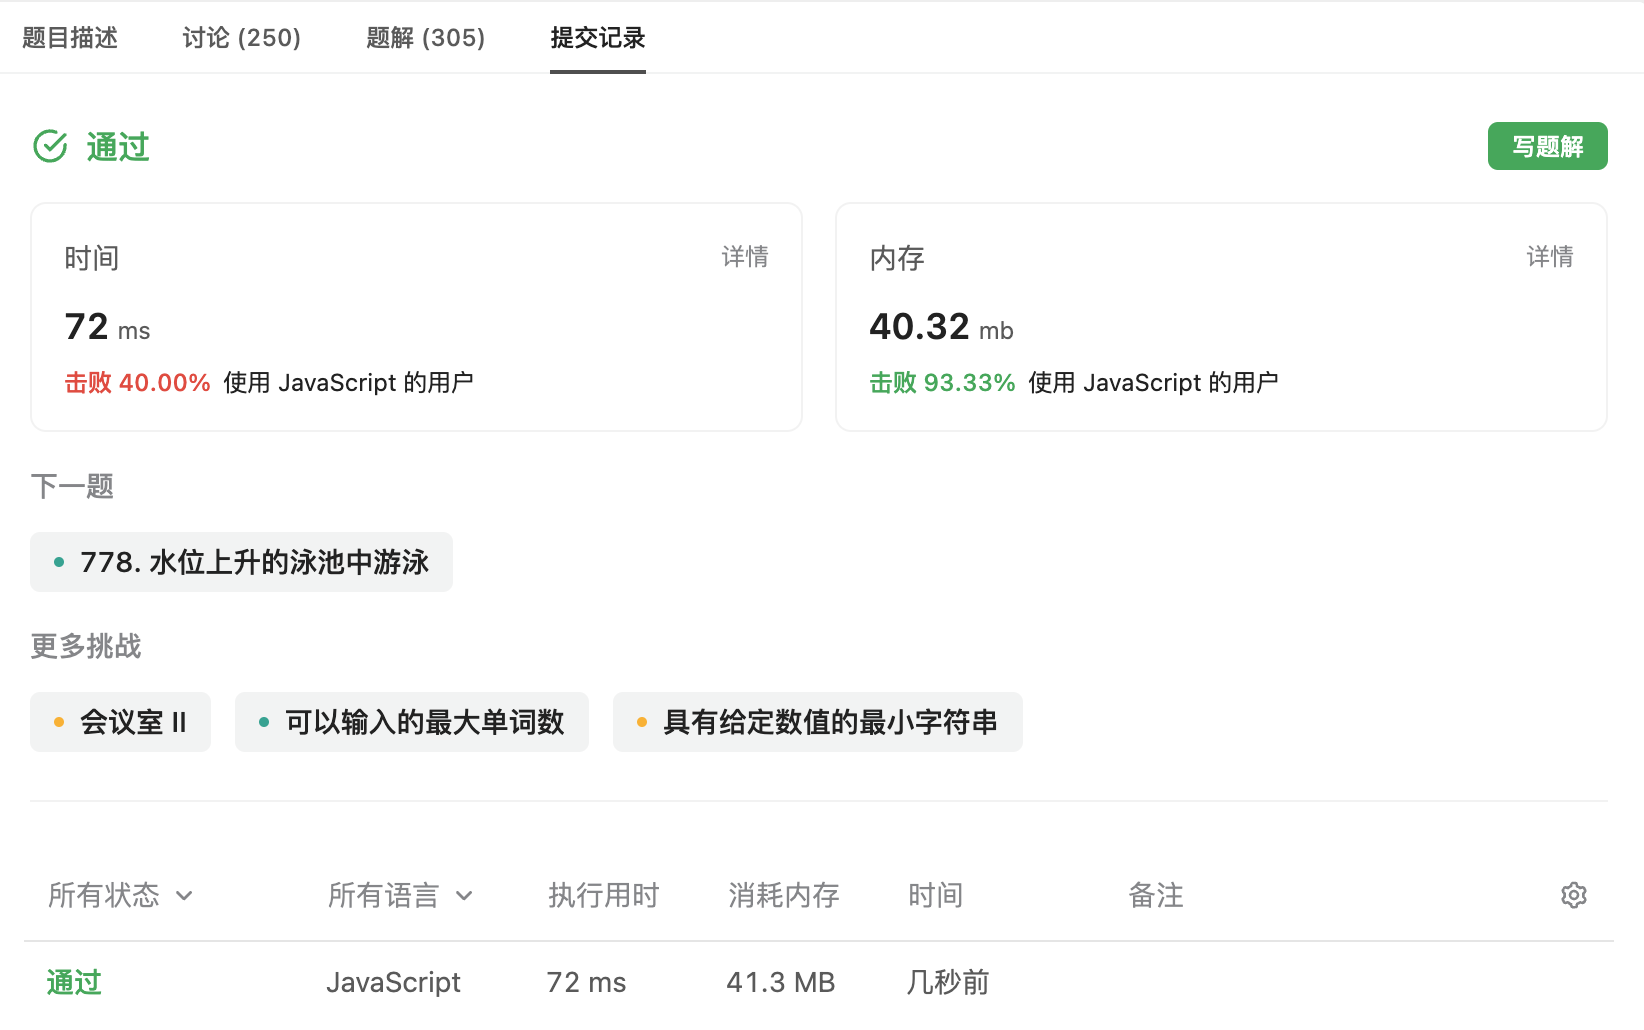 题目描述 讨论 (250) 题解 (305) 提交记录
通过 写题解
时间 详情
72 ms
击败 40.00% 使用 JavaScript 的用户
内存 详情
40.32 mb
击败 93.33% 使用 JavaScript 的用户
下一题
778. 水位上升的泳池中游泳
更多挑战
会议室 II 可以输入的最大单词数 具有给定数值的最小字符串
所有状态 所有语言 执行用时 消耗内存 时间 备注
通过 JavaScript 72 ms 41.3 MB 几秒前